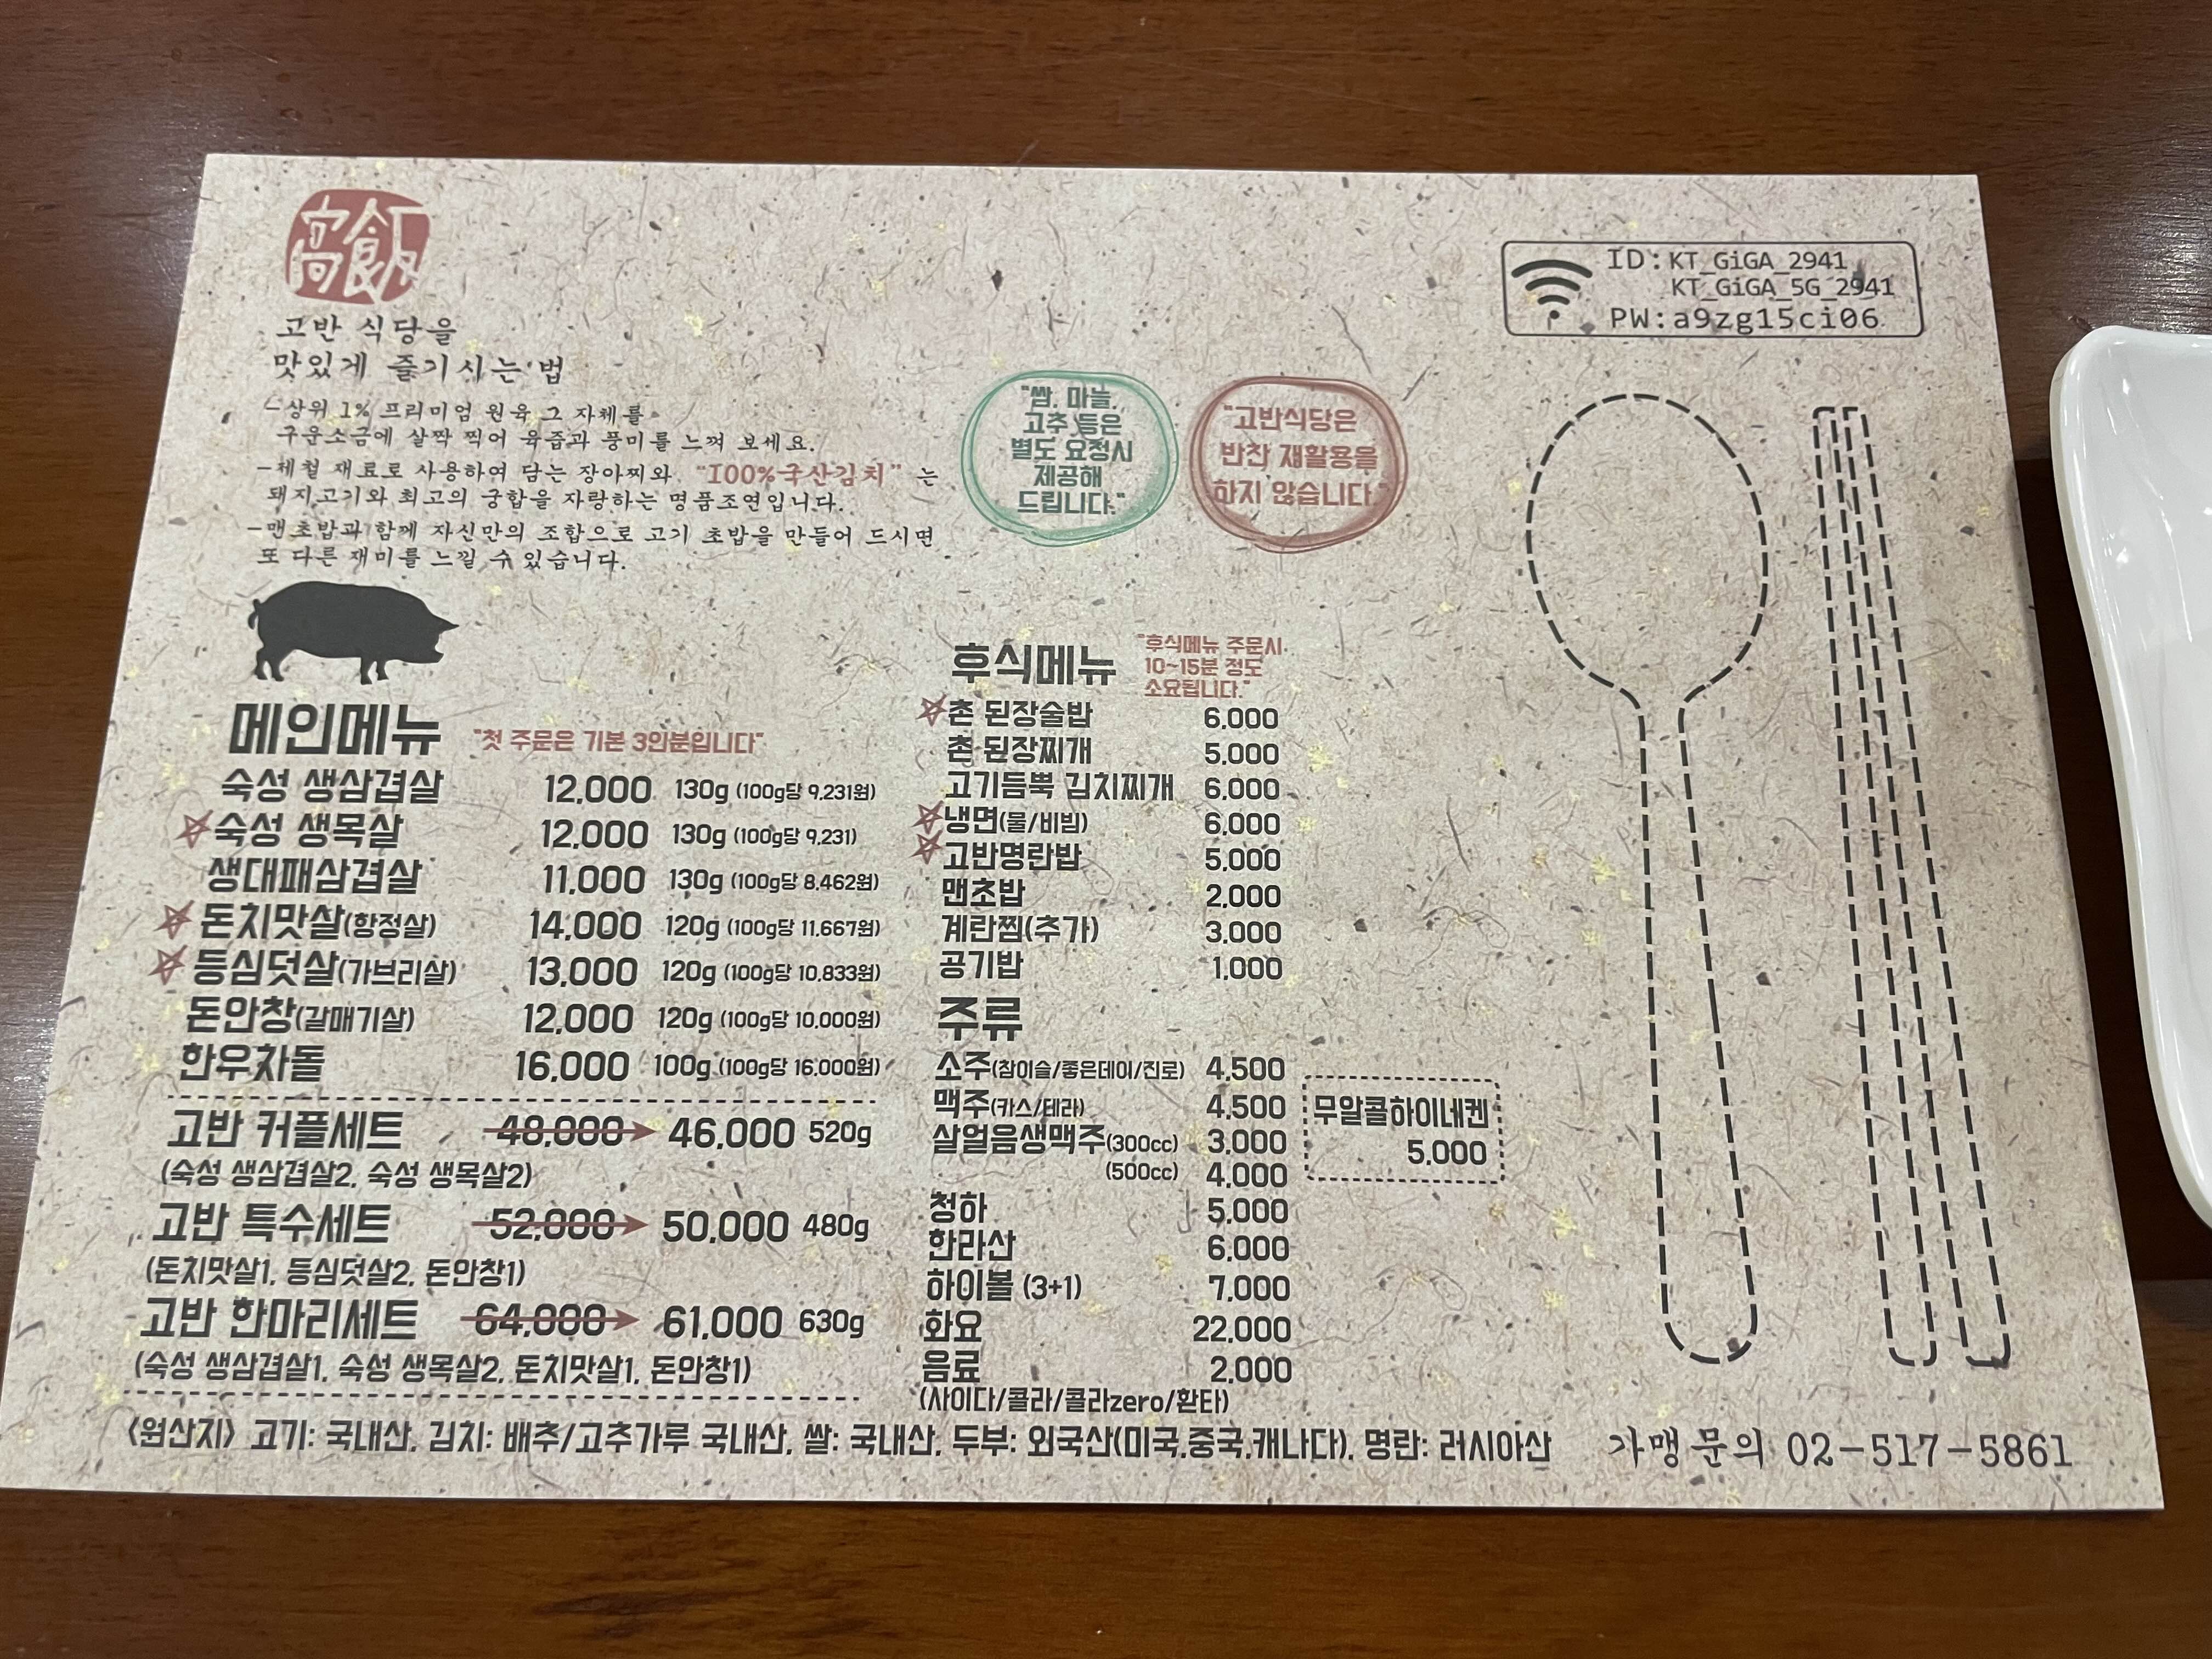 高飯
고반 식당을
맛있게 즐기시는 법
-상위 1% 프리미엄 원육 그 자체를
구운소금에 살짝 찍어 육즙과 풍미를 느껴 보세요.
-제철 재료로 사용하여 담는 장아찌와 "100%국산김치" 는
돼지고기와 최고의 궁합을 자랑하는 명품조연입니다.
-맨초밥과 함께 자신만의 조합으로 고기 초밥을 만들어 드시면
또 다른 재미를 느낄 수 있습니다.
"쌈, 마늘,
고추 등은
별도 요청시
제공해
드립니다."
"고반식당은
반찬 재활용을
하지 않습니다"
ID:KT_GiGA_2941
KT_GiGA_5G_2941
PW:a9zg15ci06
메인메뉴 "첫 주문은 기본 3인분입니다"
숙성 생삼겹살 12,000 130g (100g당 9,231원)
숙성 생목살 12,000 130g (100g당 9,231)
생대패삼겹살 11,000 130g (100g당 8,462원)
돈치맛살(항정살) 14,000 120g (100g당 11,667원)
등심덧살(가브리살) 13,000 120g (100g당 10,833원)
돈안창(갈매기살) 12,000 120g (100g당 10,000원)
한우차돌 16,000 100g (100g당 16,000원)
고반 커플세트 48,000 46,000 520g
(숙성 생삼겹살2, 숙성 생목살2)
고반 특수세트 52,000 50,000 480g
(돈치맛살1, 등심덧살2, 돈안창1)
고반 한마리세트 64,000 61,000 630g
(숙성 생삼겹살1, 숙성 생목살2, 돈치맛살1, 돈안창1)
후식메뉴
"후식메뉴 주문시
10~15분 정도
소요됩니다."
촌 된장술밥 6,000
촌 된장찌개 5,000
고기듬뿍 김치찌개 6,000
냉면(물/비빔) 6,000
고반명란밥 5,000
맨초밥 2,000
계란찜(추가) 3,000
공기밥 1,000
주류
소주(참이슬/좋은데이/진로) 4,500
맥주(카스/테라) 4,500
살얼음생맥주(300cc) 3,000
(500cc) 4,000
청하 5,000
한라산 6,000
하이볼 (3+1) 7,000
화요 22,000
음료 2,000
(사이다/콜라/콜라zero/환타)
무알콜하이네켄
5,000
<원산지> 고기: 국내산, 김치: 배추/고추가루 국내산, 쌀: 국내산, 두부: 외국산(미국,중국,캐나다), 명란: 러시아산
가맹문의 02-517-5861